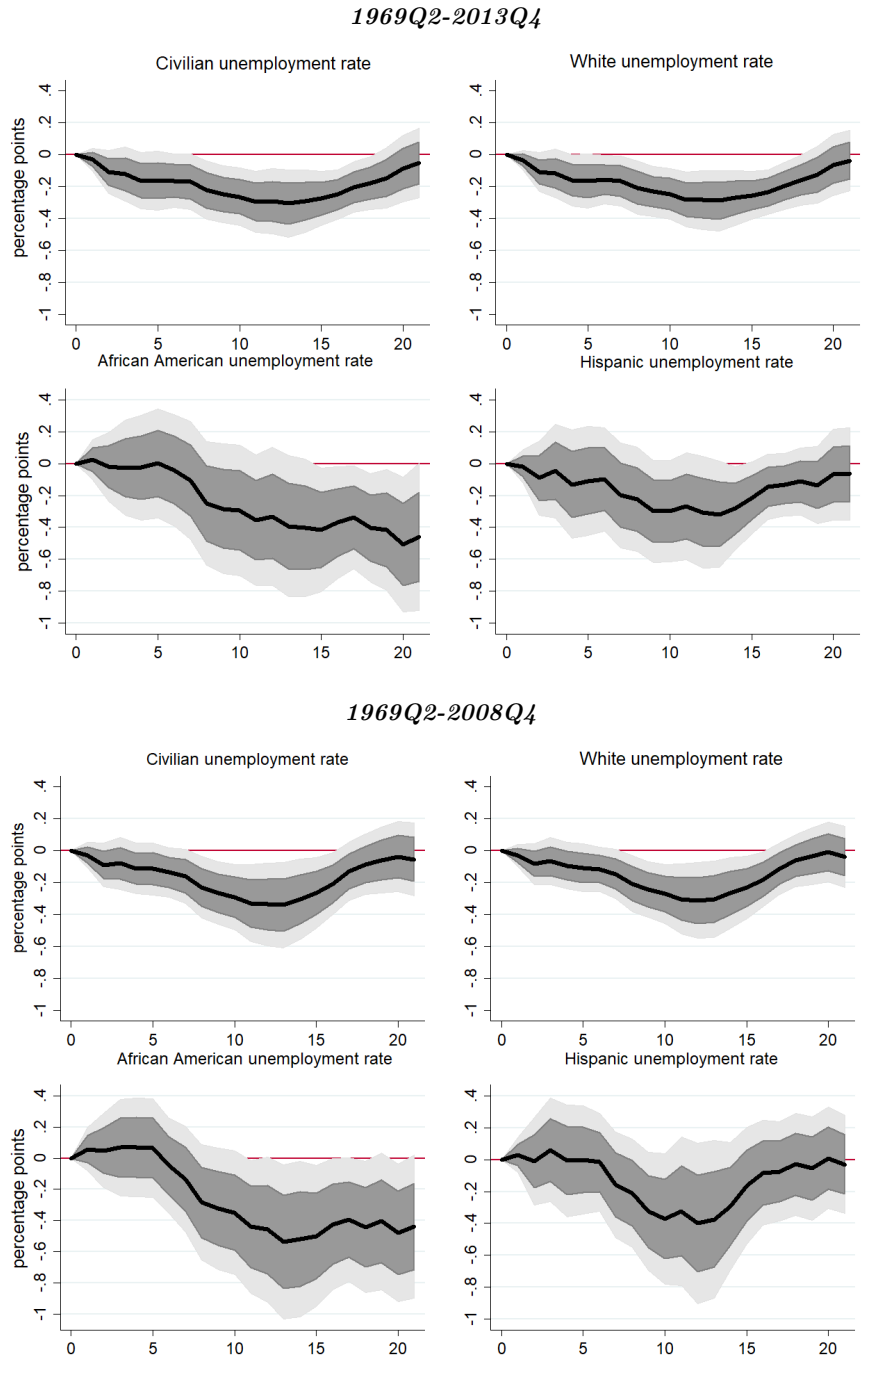 1969Q2-2013Q4
Civilian unemployment rate
White unemployment rate
percentage points
.4
.2
0
-.2
-.4
-.6
-.8
-1
0 5 10 15 20
.4
.2
0
-.2
-.4
-.6
-.8
-1
0 5 10 15 20
African American unemployment rate
Hispanic unemployment rate
percentage points
.4
.2
0
-.2
-.4
-.6
-.8
-1
0 5 10 15 20
.4
.2
0
-.2
-.4
-.6
-.8
-1
0 5 10 15 20
1969Q2-2008Q4
Civilian unemployment rate
White unemployment rate
percentage points
.4
.2
0
-.2
-.4
-.6
-.8
-1
0 5 10 15 20
.4
.2
0
-.2
-.4
-.6
-.8
-1
0 5 10 15 20
African American unemployment rate
Hispanic unemployment rate
percentage points
.4
.2
0
-.2
-.4
-.6
-.8
-1
0 5 10 15 20
.4
.2
0
-.2
-.4
-.6
-.8
-1
0 5 10 15 20